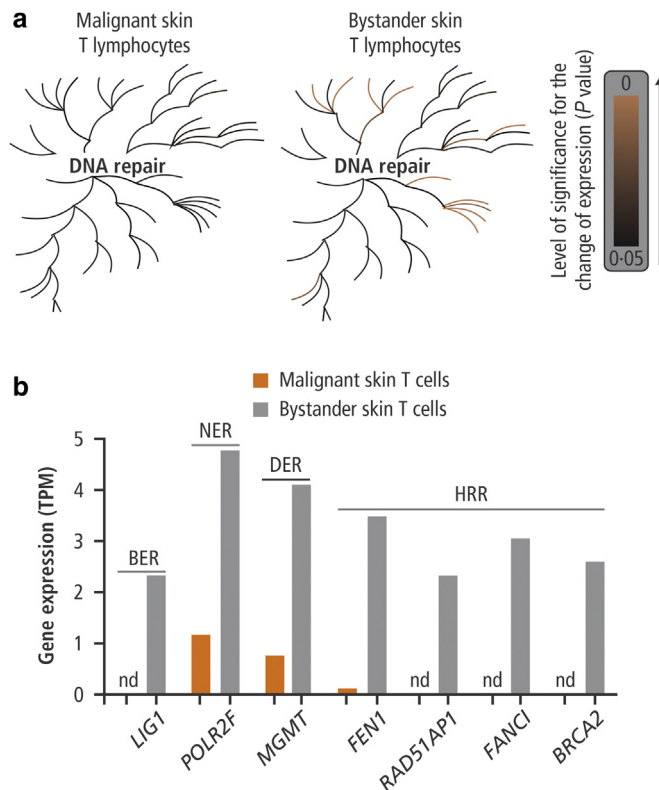 a
Malignant skin
T lymphocytes
Bystander skin
T lymphocytes
DNA repair
DNA repair
Level of significance for the
change of expression (P value)
0
0·05
b
Malignant skin T cells
Bystander skin T cells
Gene expression (TPM)
5
4
3
2
1
0
BER
NER
DER
HRR
nd
nd
nd
nd
LIG1
POLR2F
MGMT
FEN1
RAD51AP1
FANCI
BRCA2